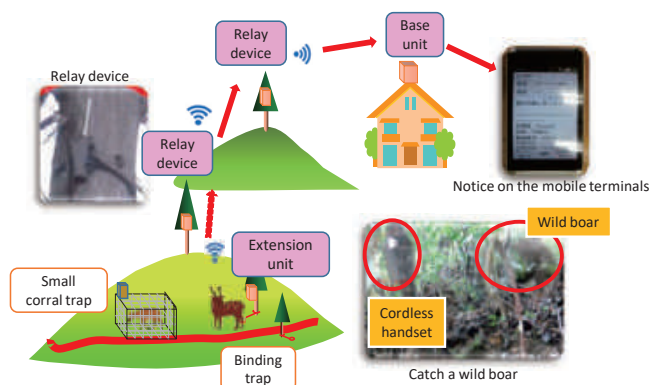 Relay
device
Base
unit
Relay device
Relay
device
Notice on the mobile terminals
Extension
unit
Wild boar
Small
corral trap
Cordless
handset
Binding
trap
Catch a wild boar